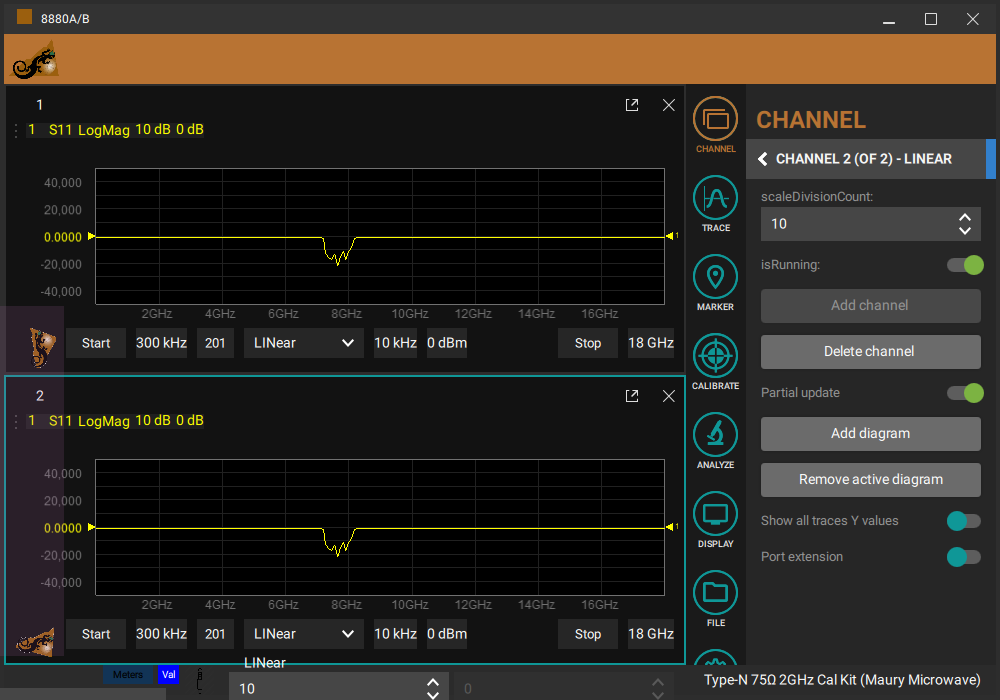 8880A/B
1
1 S11 LogMag 10 dB 0 dB
40,000
20,000
0.0000
1
-20,000
-40,000
2GHz 4GHz 6GHz 8GHz 10GHz 12GHz 14GHz 16GHz
Start 300 kHz 201 LINear 10 kHz 0 dBm Stop 18 GHz
2
1 S11 LogMag 10 dB 0 dB
40,000
20,000
0.0000
1
-20,000
-40,000
2GHz 4GHz 6GHz 8GHz 10GHz 12GHz 14GHz 16GHz
Start 300 kHz 201 LINear 10 kHz 0 dBm Stop 18 GHz
LINear
Meters Val
10 0
CHANNEL
TRACE
MARKER
CALIBRATE
ANALYZE
DISPLAY
FILE
CHANNEL
CHANNEL 2 (OF 2) - LINEAR
scaleDivisionCount:
10
isRunning:
Add channel
Delete channel
Partial update
Add diagram
Remove active diagram
Show all traces Y values
Port extension
Type-N 75Ω 2GHz Cal Kit (Maury Microwave)